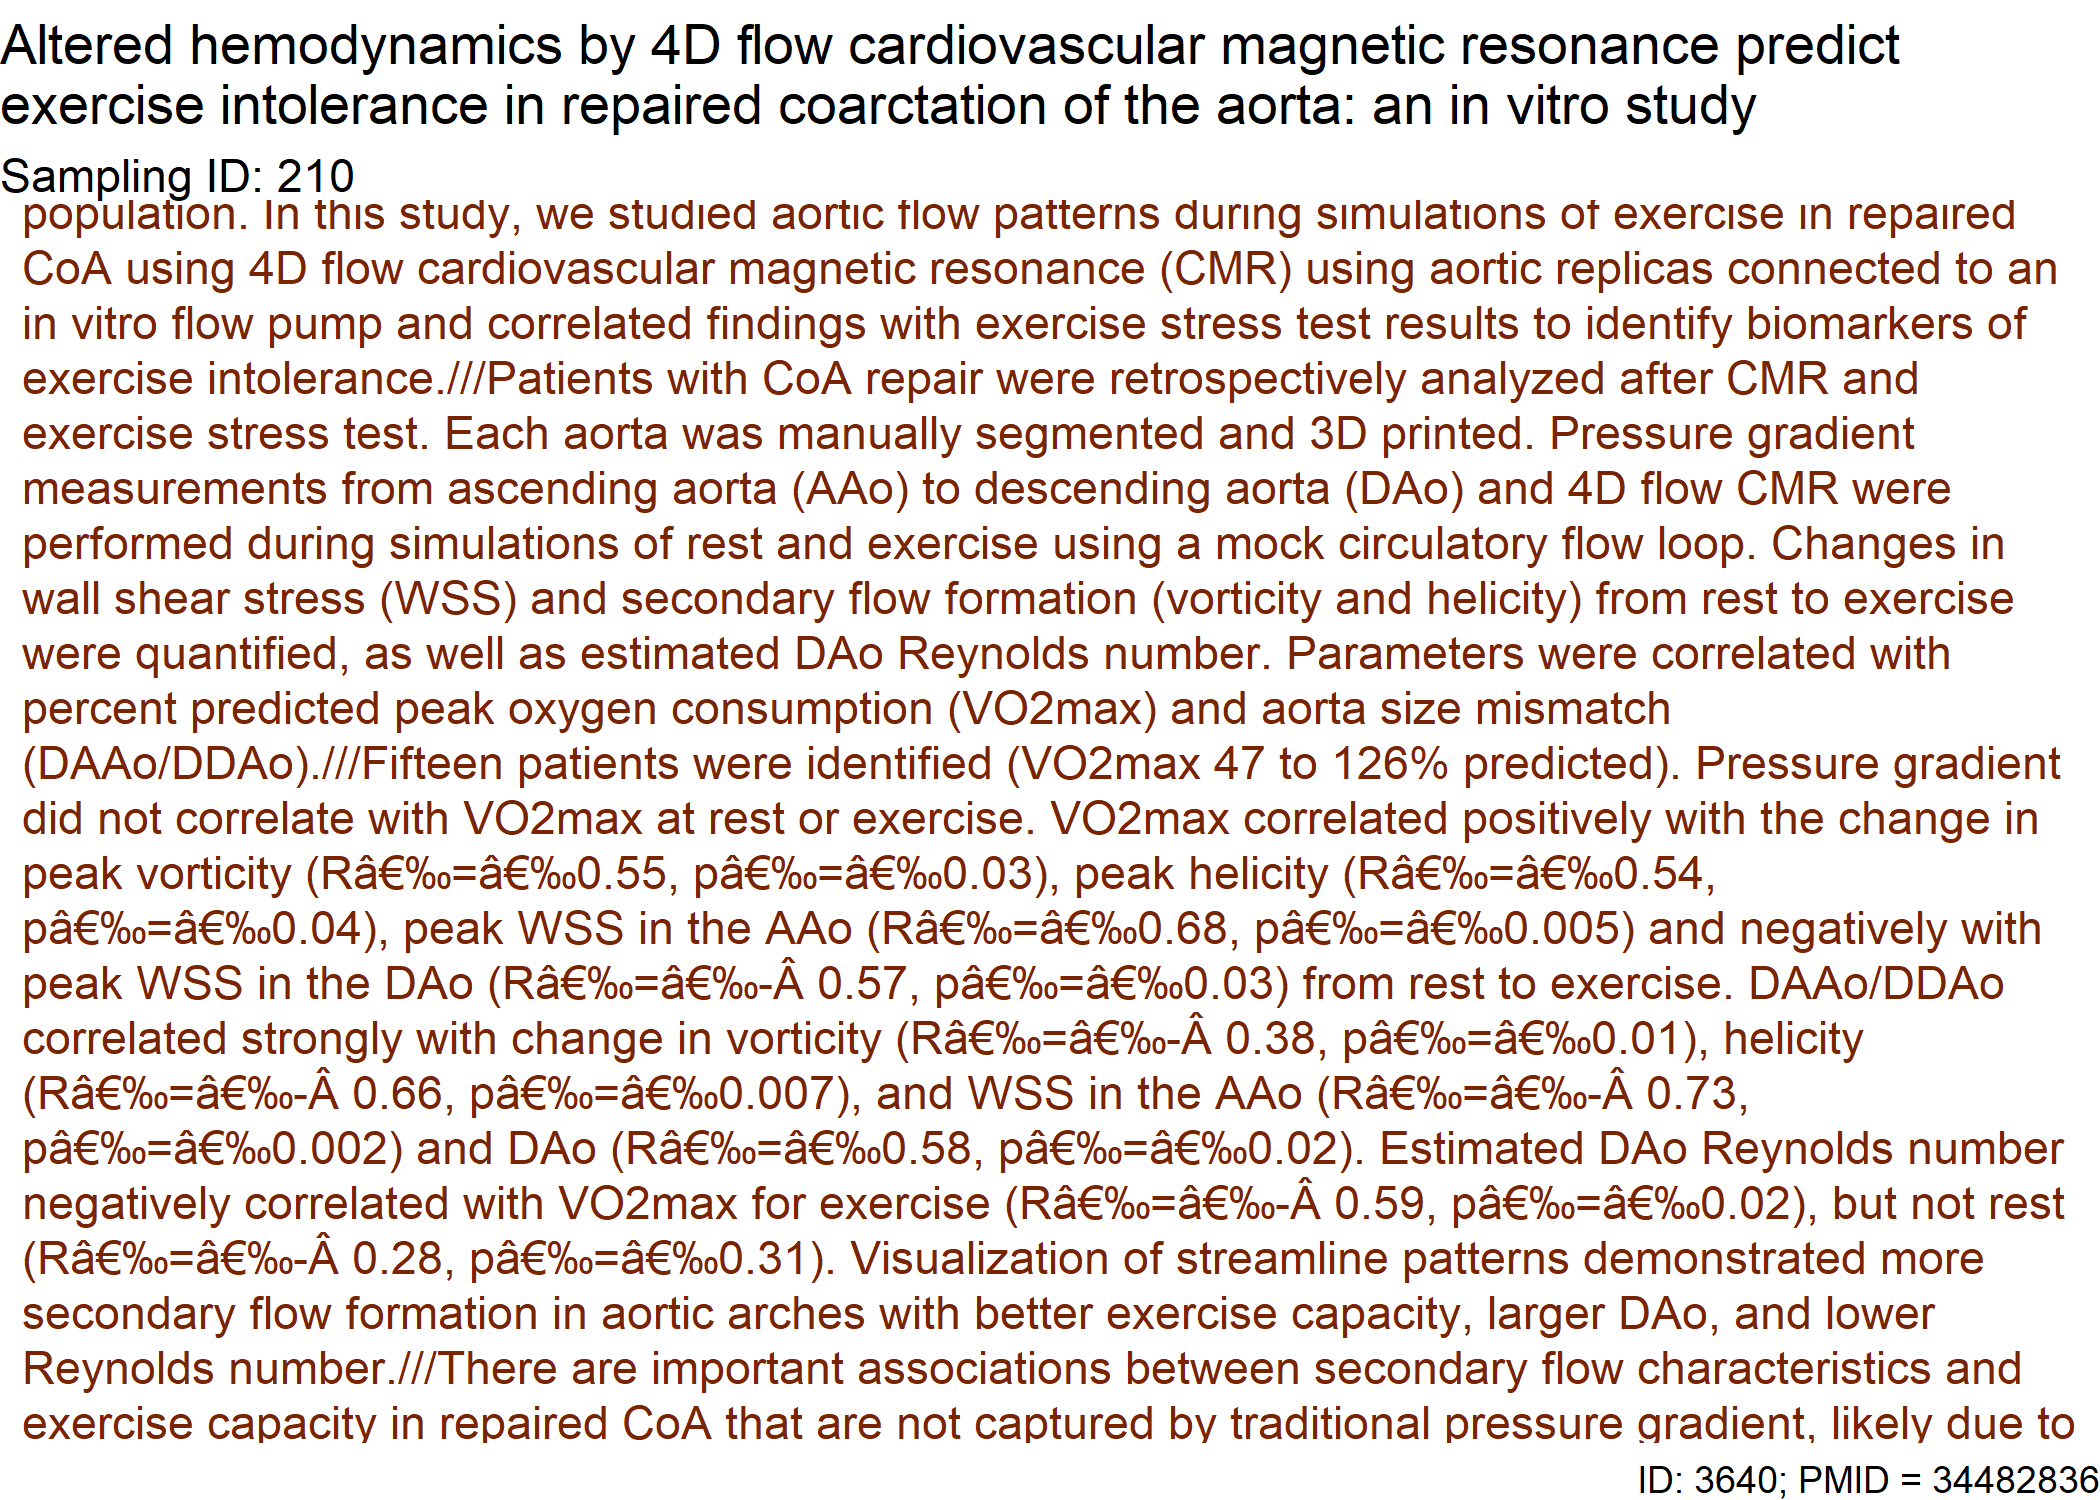 Altered hemodynamics by 4D flow cardiovascular magnetic resonance predict
exercise intolerance in repaired coarctation of the aorta: an in vitro study
Sampling ID: 210
population. In this study, we studied aortic flow patterns during simulations of exercise in repaired
CoA using 4D flow cardiovascular magnetic resonance (CMR) using aortic replicas connected to an
in vitro flow pump and correlated findings with exercise stress test results to identify biomarkers of
exercise intolerance.///Patients with CoA repair were retrospectively analyzed after CMR and
exercise stress test. Each aorta was manually segmented and 3D printed. Pressure gradient
measurements from ascending aorta (AAo) to descending aorta (DAo) and 4D flow CMR were
performed during simulations of rest and exercise using a mock circulatory flow loop. Changes in
wall shear stress (WSS) and secondary flow formation (vorticity and helicity) from rest to exercise
were quantified, as well as estimated DAo Reynolds number. Parameters were correlated with
percent predicted peak oxygen consumption (VO2max) and aorta size mismatch
(DAAo/DDAo).///Fifteen patients were identified (VO2max 47 to 126% predicted). Pressure gradient
did not correlate with VO2max at rest or exercise. VO2max correlated positively with the change in
peak vorticity (Râ€‰=â€‰0.55, pâ€‰=â€‰0.03), peak helicity (Râ€‰=â€‰0.54,
pâ€‰=â€‰0.04), peak WSS in the AAo (Râ€‰=â€‰0.68, pâ€‰=â€‰0.005) and negatively with
peak WSS in the DAo (Râ€‰=â€‰-Â 0.57, pâ€‰=â€‰0.03) from rest to exercise. DAAo/DDAo
correlated strongly with change in vorticity (Râ€‰=â€‰-Â 0.38, pâ€‰=â€‰0.01), helicity
(Râ€‰=â€‰-Â 0.66, pâ€‰=â€‰0.007), and WSS in the AAo (Râ€‰=â€‰-Â 0.73,
pâ€‰=â€‰0.002) and DAo (Râ€‰=â€‰0.58, pâ€‰=â€‰0.02). Estimated DAo Reynolds number
negatively correlated with VO2max for exercise (Râ€‰=â€‰-Â 0.59, pâ€‰=â€‰0.02), but not rest
(Râ€‰=â€‰-Â 0.28, pâ€‰=â€‰0.31). Visualization of streamline patterns demonstrated more
secondary flow formation in aortic arches with better exercise capacity, larger DAo, and lower
Reynolds number.///There are important associations between secondary flow characteristics and
exercise capacity in repaired CoA that are not captured by traditional pressure gradient, likely due to
ID: 3640; PMID = 34482836